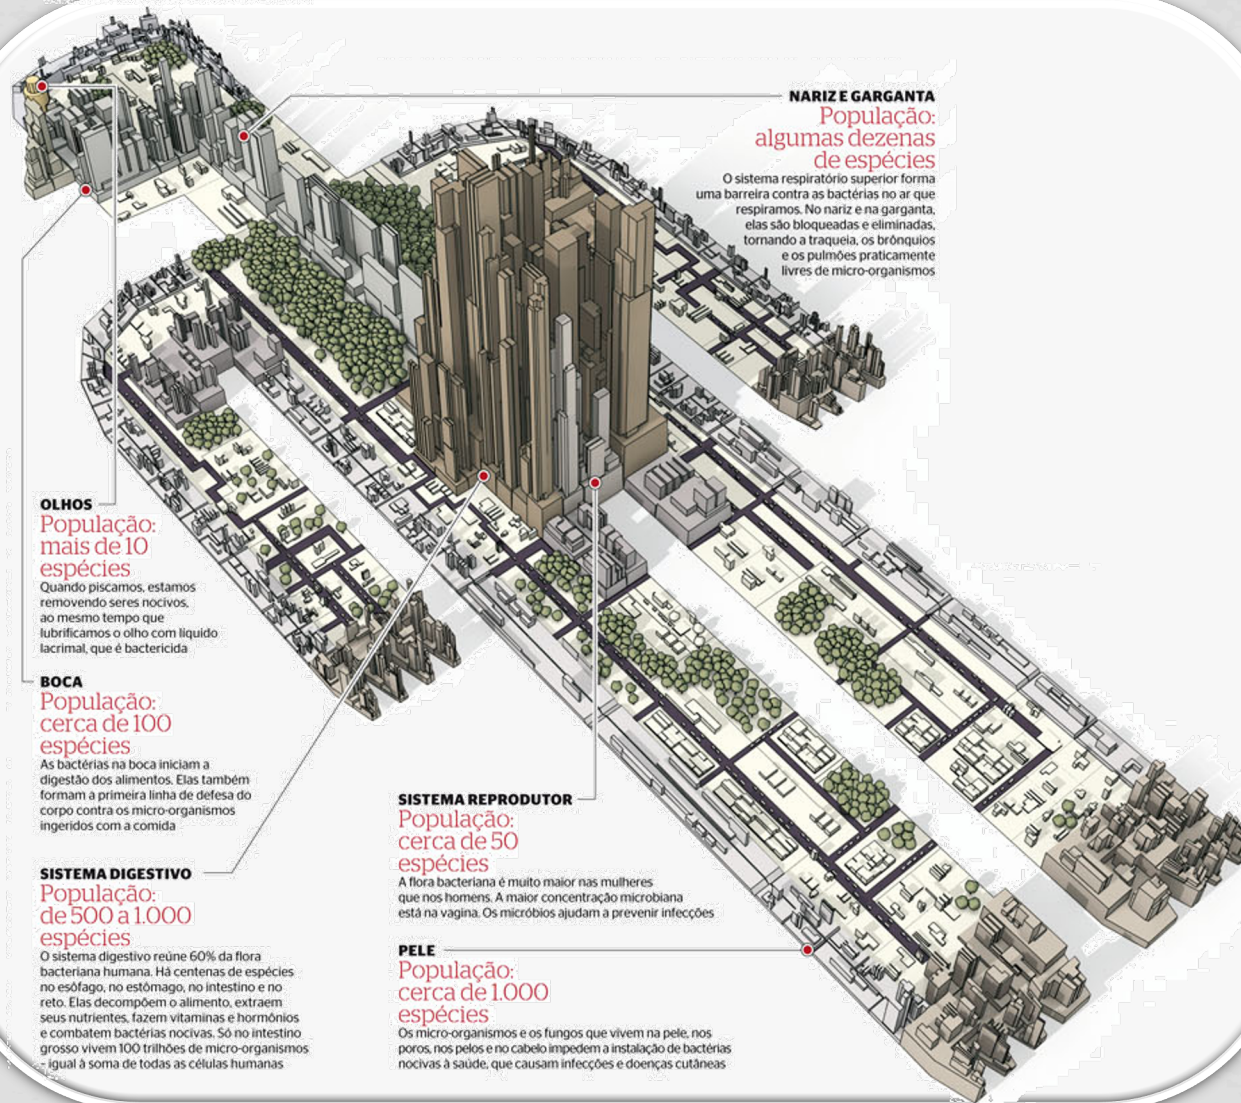 NARIZ E GARGANTA
População:
algumas dezenas
de espécies
O sistema respiratório superior forma
uma barreira contra as bactérias no ar que
respiramos. No nariz e na garganta,
elas são bloqueadas e eliminadas,
tornando a traqueia, os brônquios
e os pulmões praticamente
livres de micro-organismos
OLHOS
População:
mais de 10
espécies
Quando piscamos, estamos
removendo seres nocivos,
ao mesmo tempo que
lubrificamos o olho com líquido
lacrimal, que é bactericida
BOCA
População:
cerca de 100
espécies
As bactérias na boca iniciam a
digestão dos alimentos. Elas também
formam a primeira linha de defesa do
corpo contra os micro-organismos
ingeridos com a comida
SISTEMA DIGESTIVO
População:
de 500 a 1.000
espécies
O sistema digestivo reúne 60% da flora
bacteriana humana. Há centenas de espécies
no esôfago, no estômago, no intestino e no
reto. Elas decompõem o alimento, extraem
seus nutrientes, fazem vitaminas e hormônios
e combatem bactérias nocivas. Só no intestino
grosso vivem 100 trilhões de micro-organismos
- igual à soma de todas as células humanas
SISTEMA REPRODUTOR
População:
cerca de 50
espécies
A flora bacteriana é muito maior nas mulheres
que nos homens. A maior concentração microbiana
está na vagina. Os micróbios ajudam a prevenir infecções
PELE
População:
cerca de 1.000
espécies
Os micro-organismos e os fungos que vivem na pele, nos
poros, nos pelos e no cabelo impedem a instalação de bactérias
nocivas à saúde, que causam infecções e doenças cutâneas